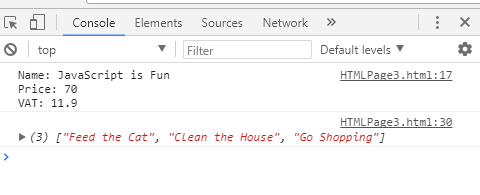 Console Elements Sources Network »
top Filter Default levels
Name: JavaScript is Fun HTMLPage3.html:17
Price: 70
VAT: 11.9
HTMLPage3.html:30
(3) ["Feed the Cat", "Clean the House", "Go Shopping"]